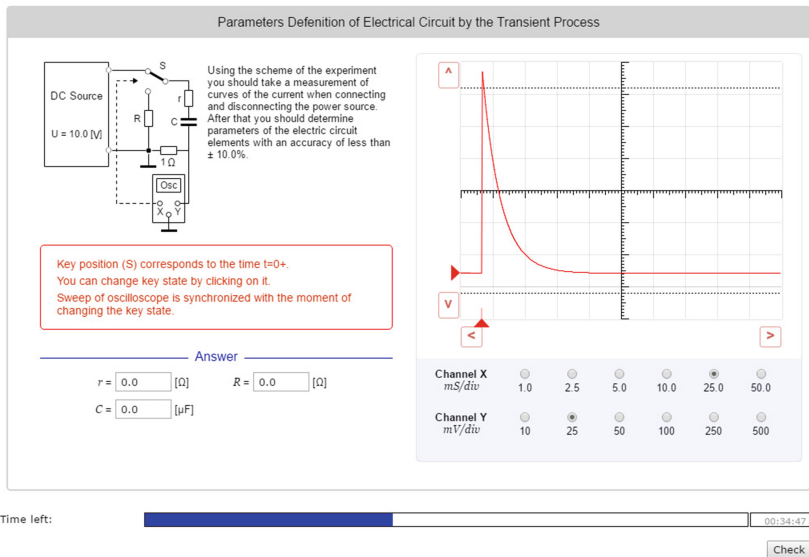 Parameters Defenition of Electrical Circuit by the Transient Process
DC Source
U = 10.0 [V]
S
r
R
C
1 Ω
Osc
X
Y
Using the scheme of the experiment
you should take a measurement of
curves of the current when connecting
and disconnecting the power source.
After that you should determine
parameters of the electric circuit
elements with an accuracy of less than
± 10.0%.
Key position (S) corresponds to the time t=0+.
You can change key state by clicking on it.
Sweep of oscilloscope is synchronized with the moment of
changing the key state.
Answer
r = 0.0 [Ω] R = 0.0 [Ω]
C = 0.0 [µF]
^
V
< >
Channel X
mS/div 1.0 2.5 5.0 10.0 25.0 50.0
Channel Y
mV/div 10 25 50 100 250 500
Time left:
00:34:47
Check